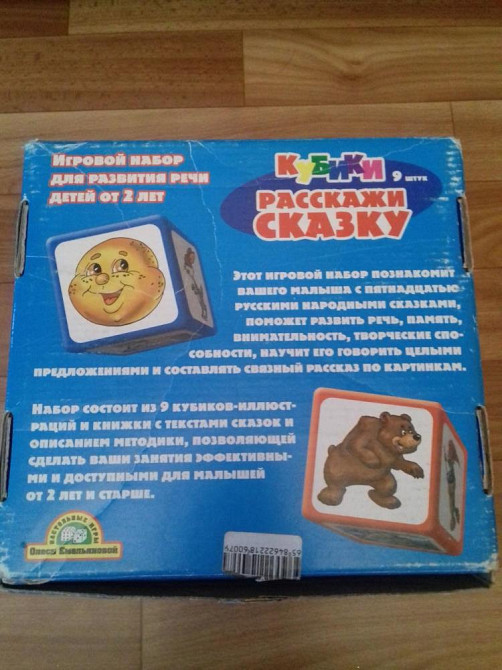 Игровой набор
для развития речи
детей от 2 лет
Кубики 9 штук
Расскажи
сказку
Этот игровой набор познакомит
вашего малыша с пятнадцатью
русскими народными сказками,
поможет развить речь, память,
внимательность, творческие спо-
собности, научит его говорить целыми
предложениями и составлять связный рассказ по картинкам.
Набор состоит из 9 кубиков-иллюст-
раций и книжки с текстами сказок и
описанием методики, позволяющей
сделать ваши занятия эффективны-
ми и доступными для малышей
от 2 лет и старше.
Настольные игры
Олеси Емельяновой